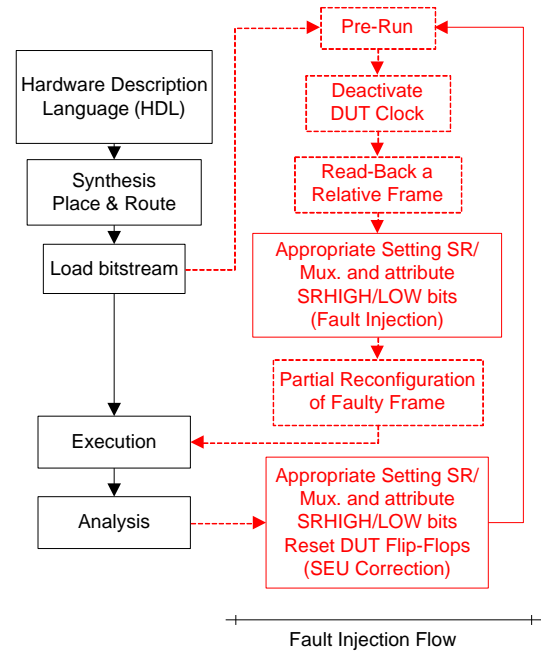 Pre-Run
Hardware Description
Language (HDL)
Deactivate
DUT Clock
Synthesis
Place & Route
Read-Back a
Relative Frame
Load bitstream
Appropriate Setting SR/
Mux. and attribute
SRHIGH/LOW bits
(Fault Injection)
Partial Reconfiguration
of Faulty Frame
Execution
Analysis
Appropriate Setting SR/
Mux. and attribute
SRHIGH/LOW bits
Reset DUT Flip-Flops
(SEU Correction)
Fault Injection Flow